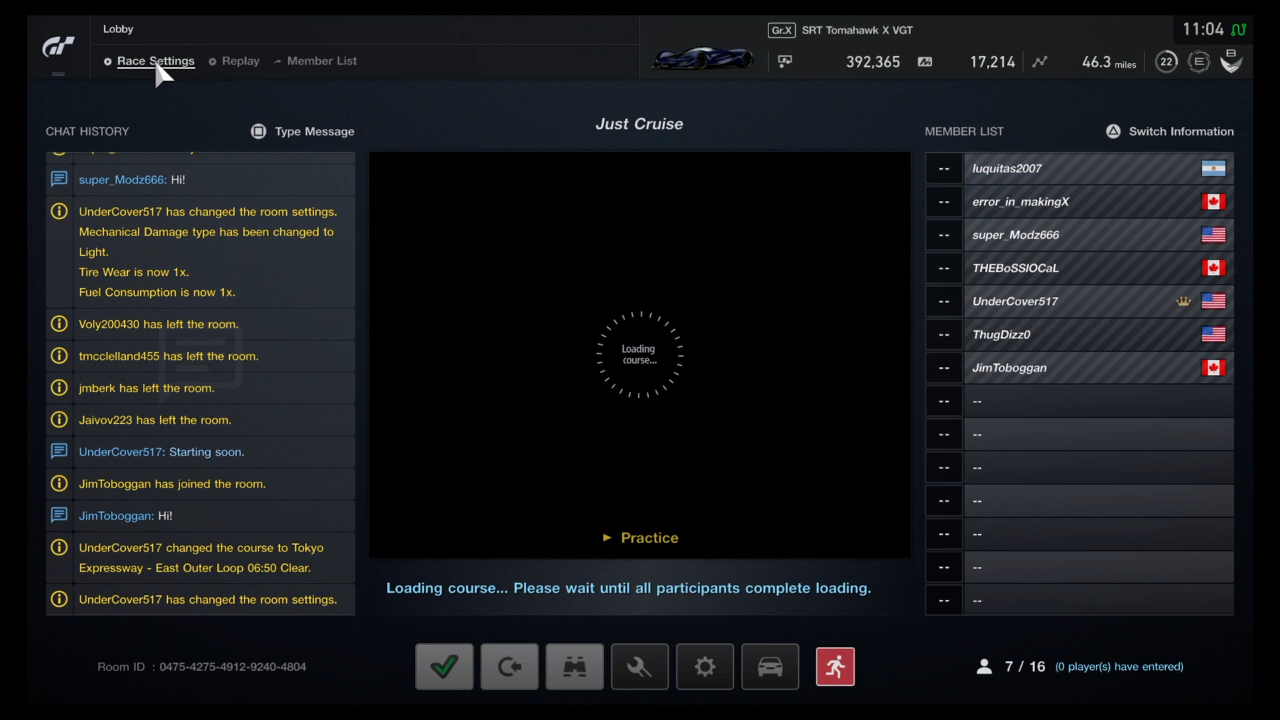 Lobby
Race Settings
Replay
Member List
Gr.X
SRT Tomahawk X VGT
11:04
392,365
17,214
46.3 miles
22
E
B
CHAT HISTORY
Type Message
Just Cruise
MEMBER LIST
Switch Information
super_Modz666: Hi!
UnderCover517 has changed the room settings.
Mechanical Damage type has been changed to
Light.
Tire Wear is now 1x.
Fuel Consumption is now 1x.
Voly200430 has left the room.
tmcclelland455 has left the room.
jmberk has left the room.
Jaivov223 has left the room.
UnderCover517: Starting soon.
JimToboggan has joined the room.
JimToboggan: Hi!
UnderCover517 changed the course to Tokyo
Expressway - East Outer Loop 06:50 Clear.
UnderCover517 has changed the room settings.
Loading
course...
Practice
Loading course... Please wait until all participants complete loading.
-- luquitas2007
-- error_in_makingX
-- super_Modz666
-- THEBoSSIOCaL
-- UnderCover517
-- ThugDizz0
-- JimToboggan
-- --
-- --
-- --
-- --
-- --
-- --
-- --
Room ID : 0475-4275-4912-9240-4804
7 / 16 (0 player(s) have entered)